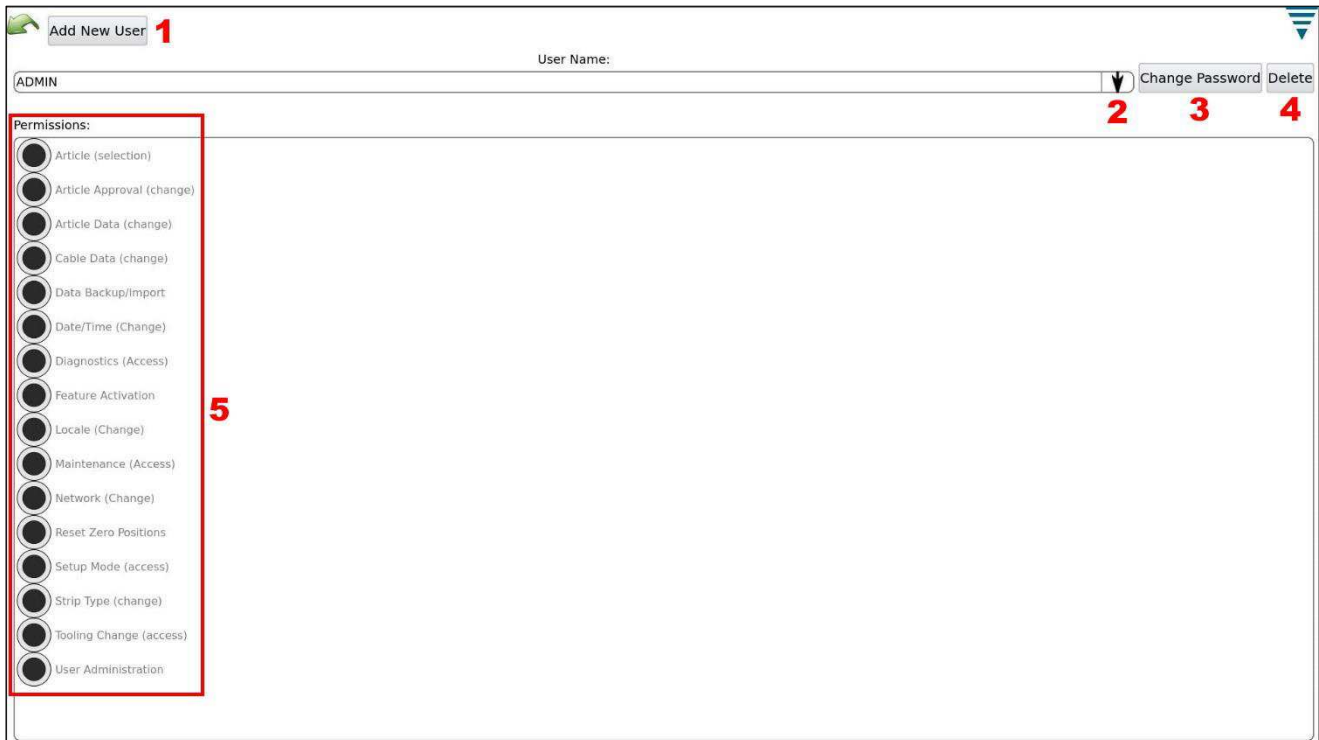 Add New User 1
User Name:
ADMIN
Change Password Delete
2 3 4
Permissions:
Article (selection)
Article Approval (change)
Article Data (change)
Cable Data (change)
Data Backup/Import
Date/Time (Change)
Diagnostics (Access)
Feature Activation
5
Locale (Change)
Maintenance (Access)
Network (Change)
Reset Zero Positions
Setup Mode (access)
Strip Type (change)
Tooling Change (access)
User Administration